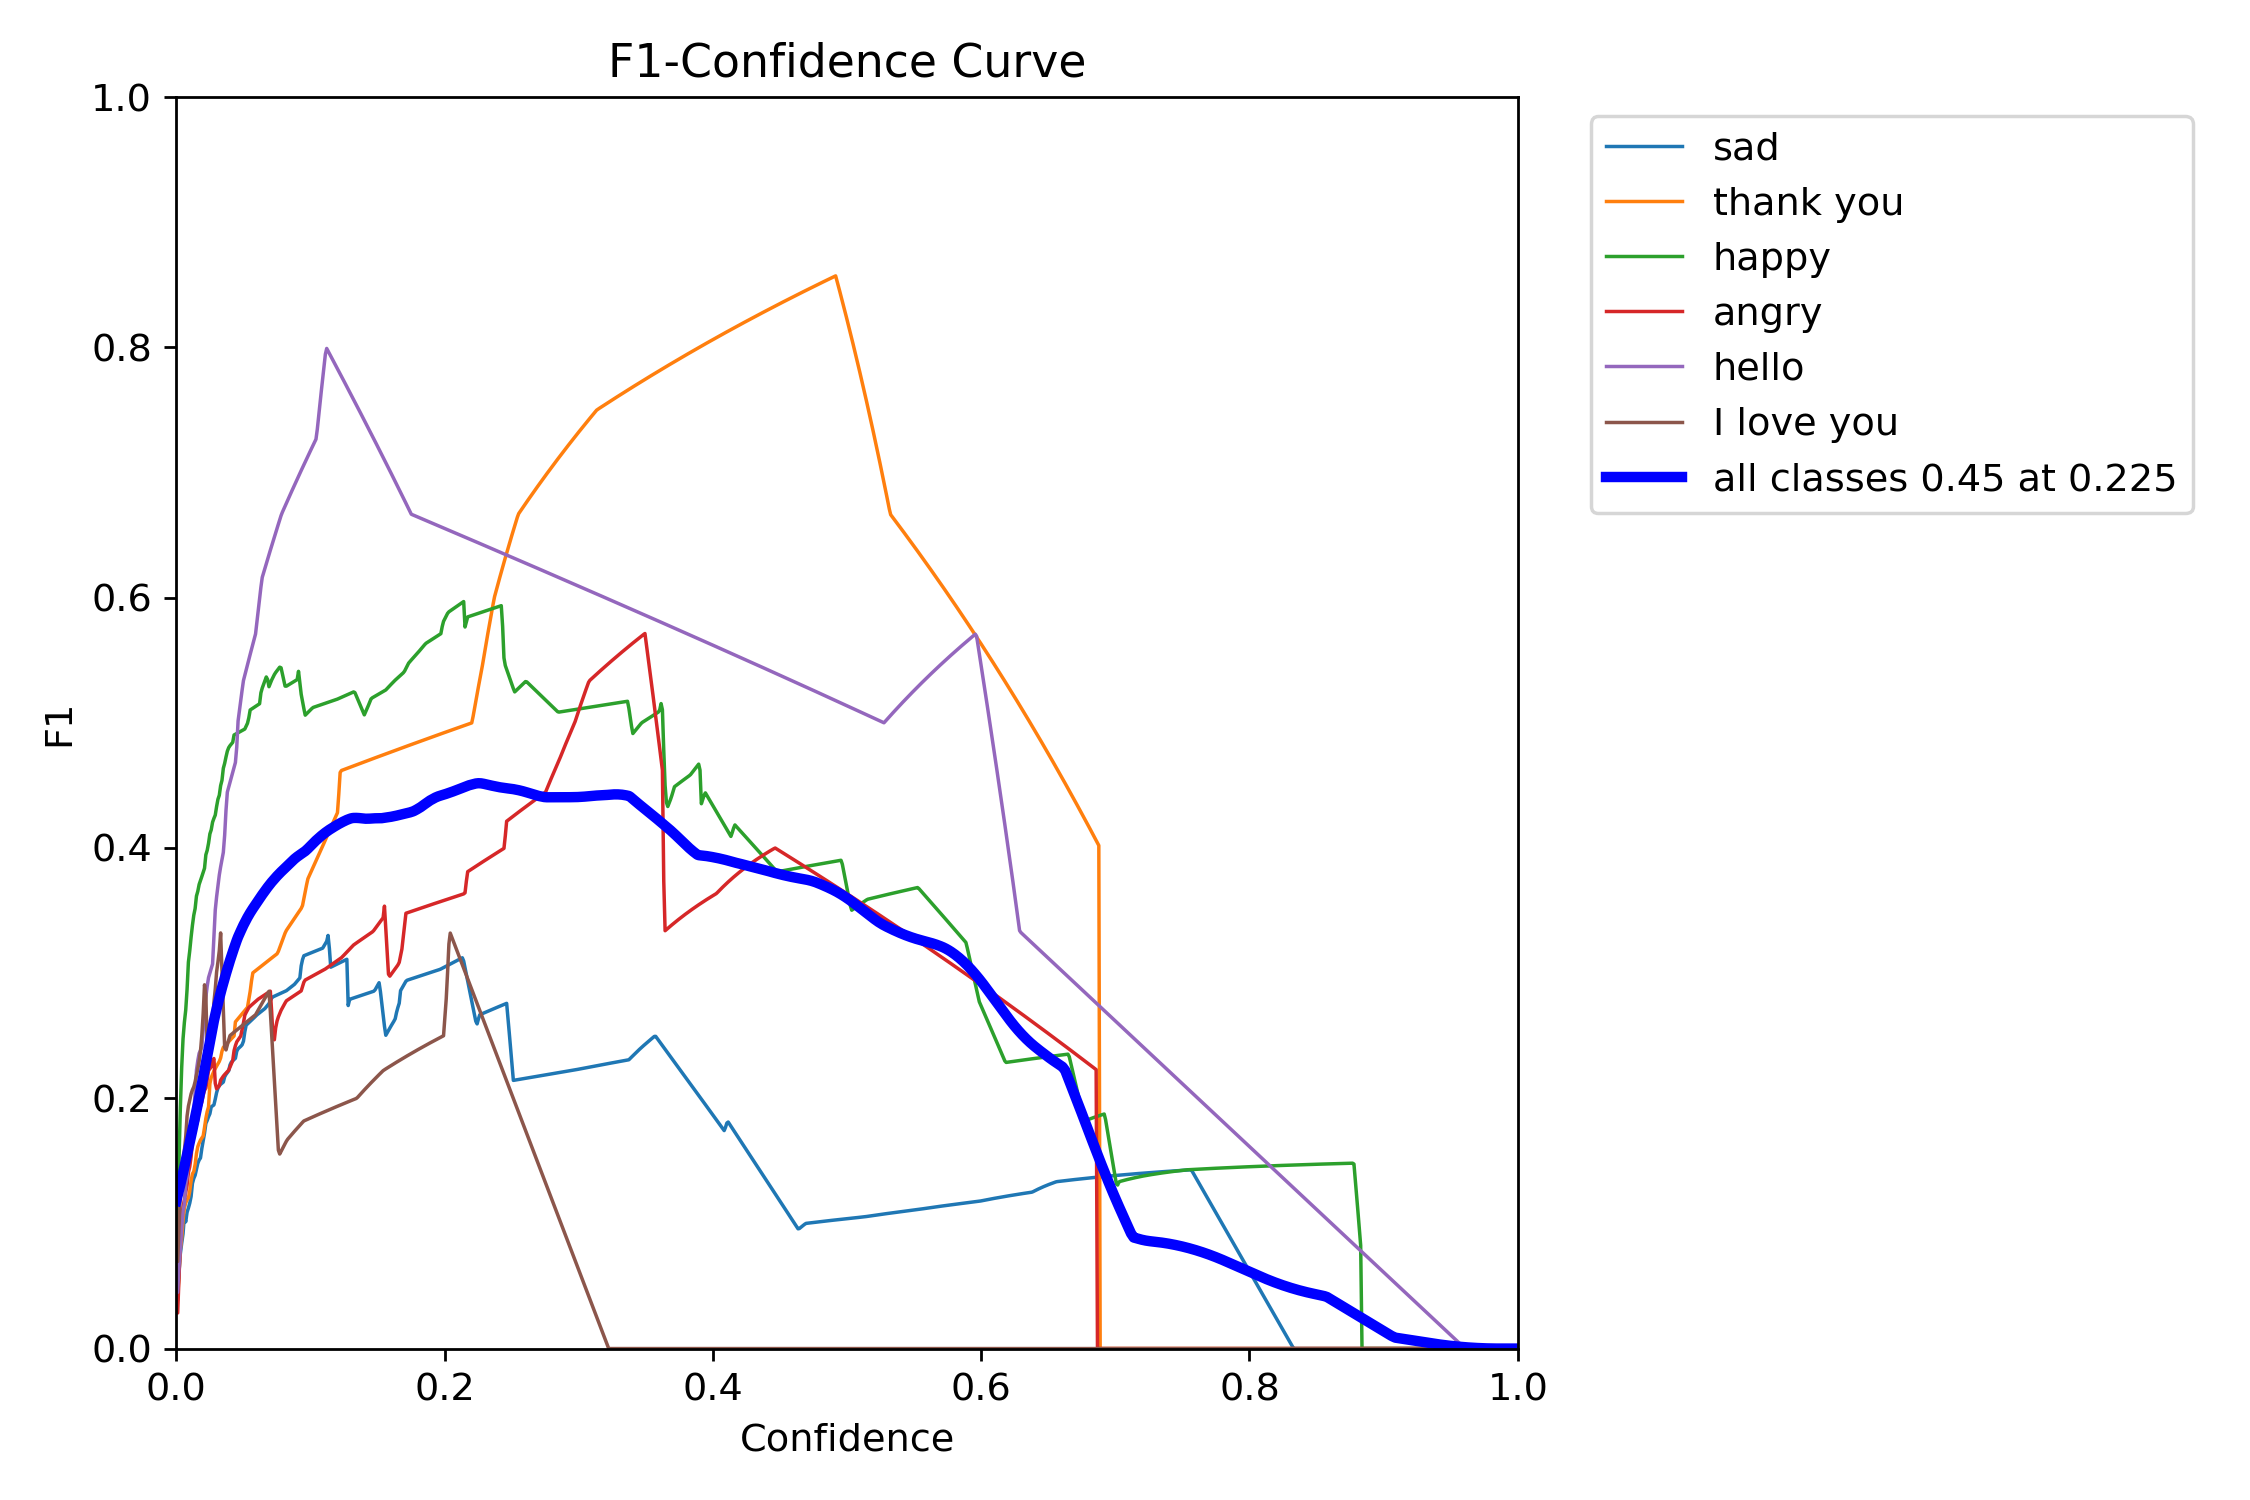 F1-Confidence Curve
1.0
0.8
0.6
0.4
0.2
0.0
F1
0.0 0.2 0.4 0.6 0.8 1.0
Confidence
sad
thank you
happy
angry
hello
I love you
all classes 0.45 at 0.225